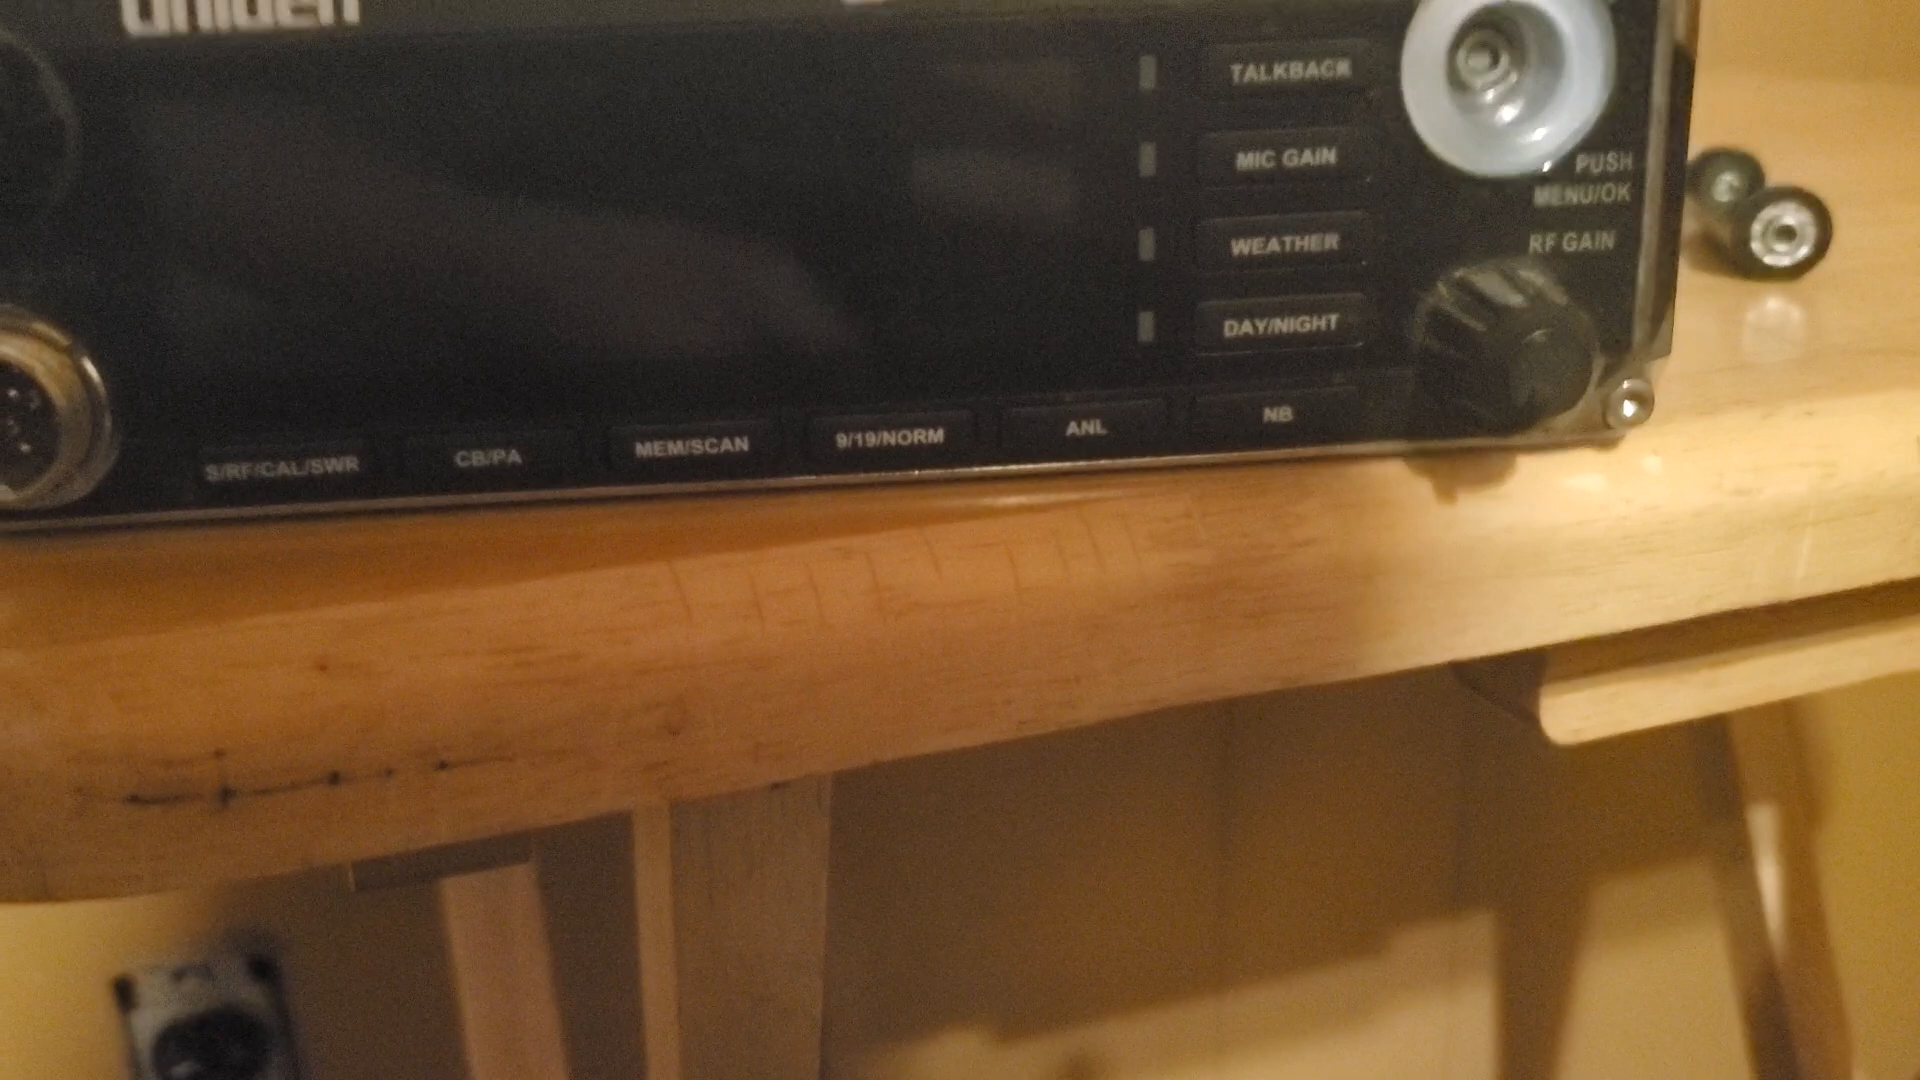 uniden
TALKBACK
MIC GAIN
PUSH
MENU/OK
WEATHER
RF GAIN
DAY/NIGHT
S/RF/CAL/SWR
CB/PA
MEM/SCAN
9/19/NORM
ANL
NB